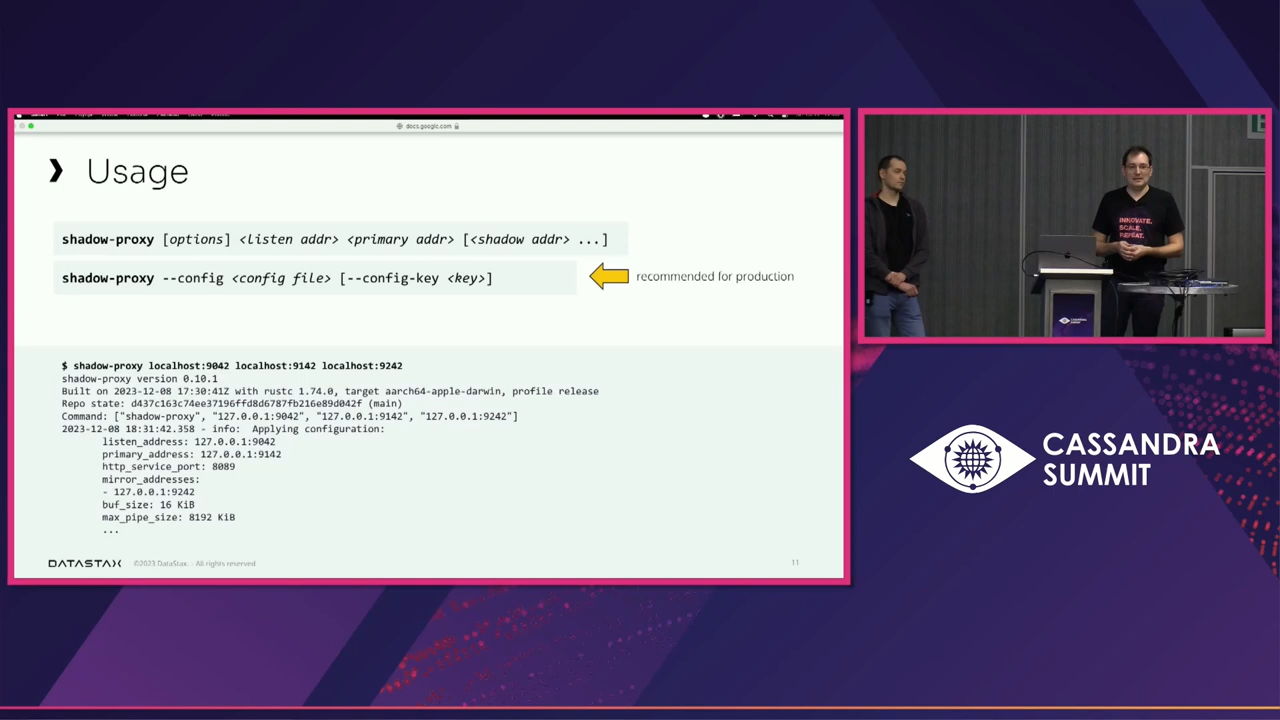 docs.google.com
❯ Usage
shadow-proxy [options] <listen addr> <primary addr> [<shadow addr> ...]
shadow-proxy --config <config file> [--config-key <key>]
recommended for production
$ shadow-proxy localhost:9042 localhost:9142 localhost:9242
shadow-proxy version 0.10.1
Built on 2023-12-08 17:30:41Z with rustc 1.74.0, target aarch64-apple-darwin, profile release
Repo state: d437c163c74ee37196ffd8d6787fb216e89d042f (main)
Command: ["shadow-proxy", "127.0.0.1:9042", "127.0.0.1:9142", "127.0.0.1:9242"]
2023-12-08 18:31:42.358 - info:  Applying configuration:
listen_address: 127.0.0.1:9042
primary_address: 127.0.0.1:9142
http_service_port: 8089
mirror_addresses:
- 127.0.0.1:9242
buf_size: 16 KiB
max_pipe_size: 8192 KiB
...
DATASTAX ©2023 DataStax. - All rights reserved
11
INNOVATE.
SCALE.
REPEAT.
CASSANDRA
SUMMIT
CASSANDRA
SUMMIT